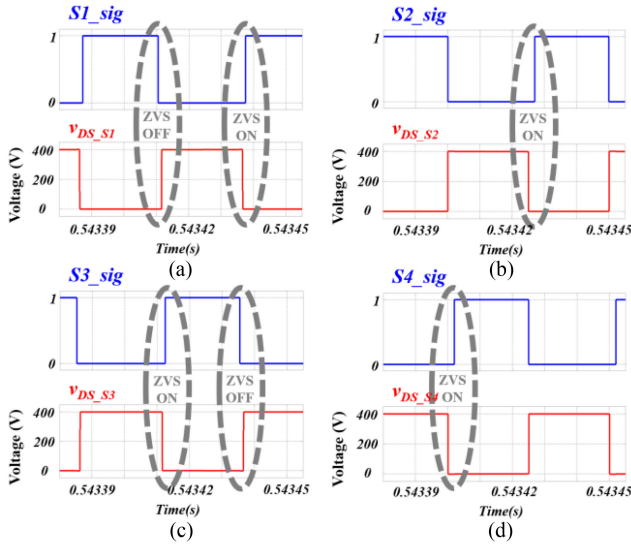 S1_sig
1
0
ZVS
OFF
ZVS
ON
v_DS_S1
Voltage (V)
400
200
0
0.54339
0.54342
0.54345
Time(s)
(a)
S2_sig
1
0
ZVS
ON
v_DS_S2
Voltage (V)
400
200
0
0.54339
0.54342
0.54345
Time(s)
(b)
S3_sig
1
0
ZVS
ON
ZVS
OFF
v_DS_S3
Voltage (V)
400
200
0
0.54339
0.54342
0.54345
Time(s)
(c)
S4_sig
1
0
ZVS
ON
v_DS_S4
Voltage (V)
400
200
0
0.54339
0.54342
0.54345
Time(s)
(d)